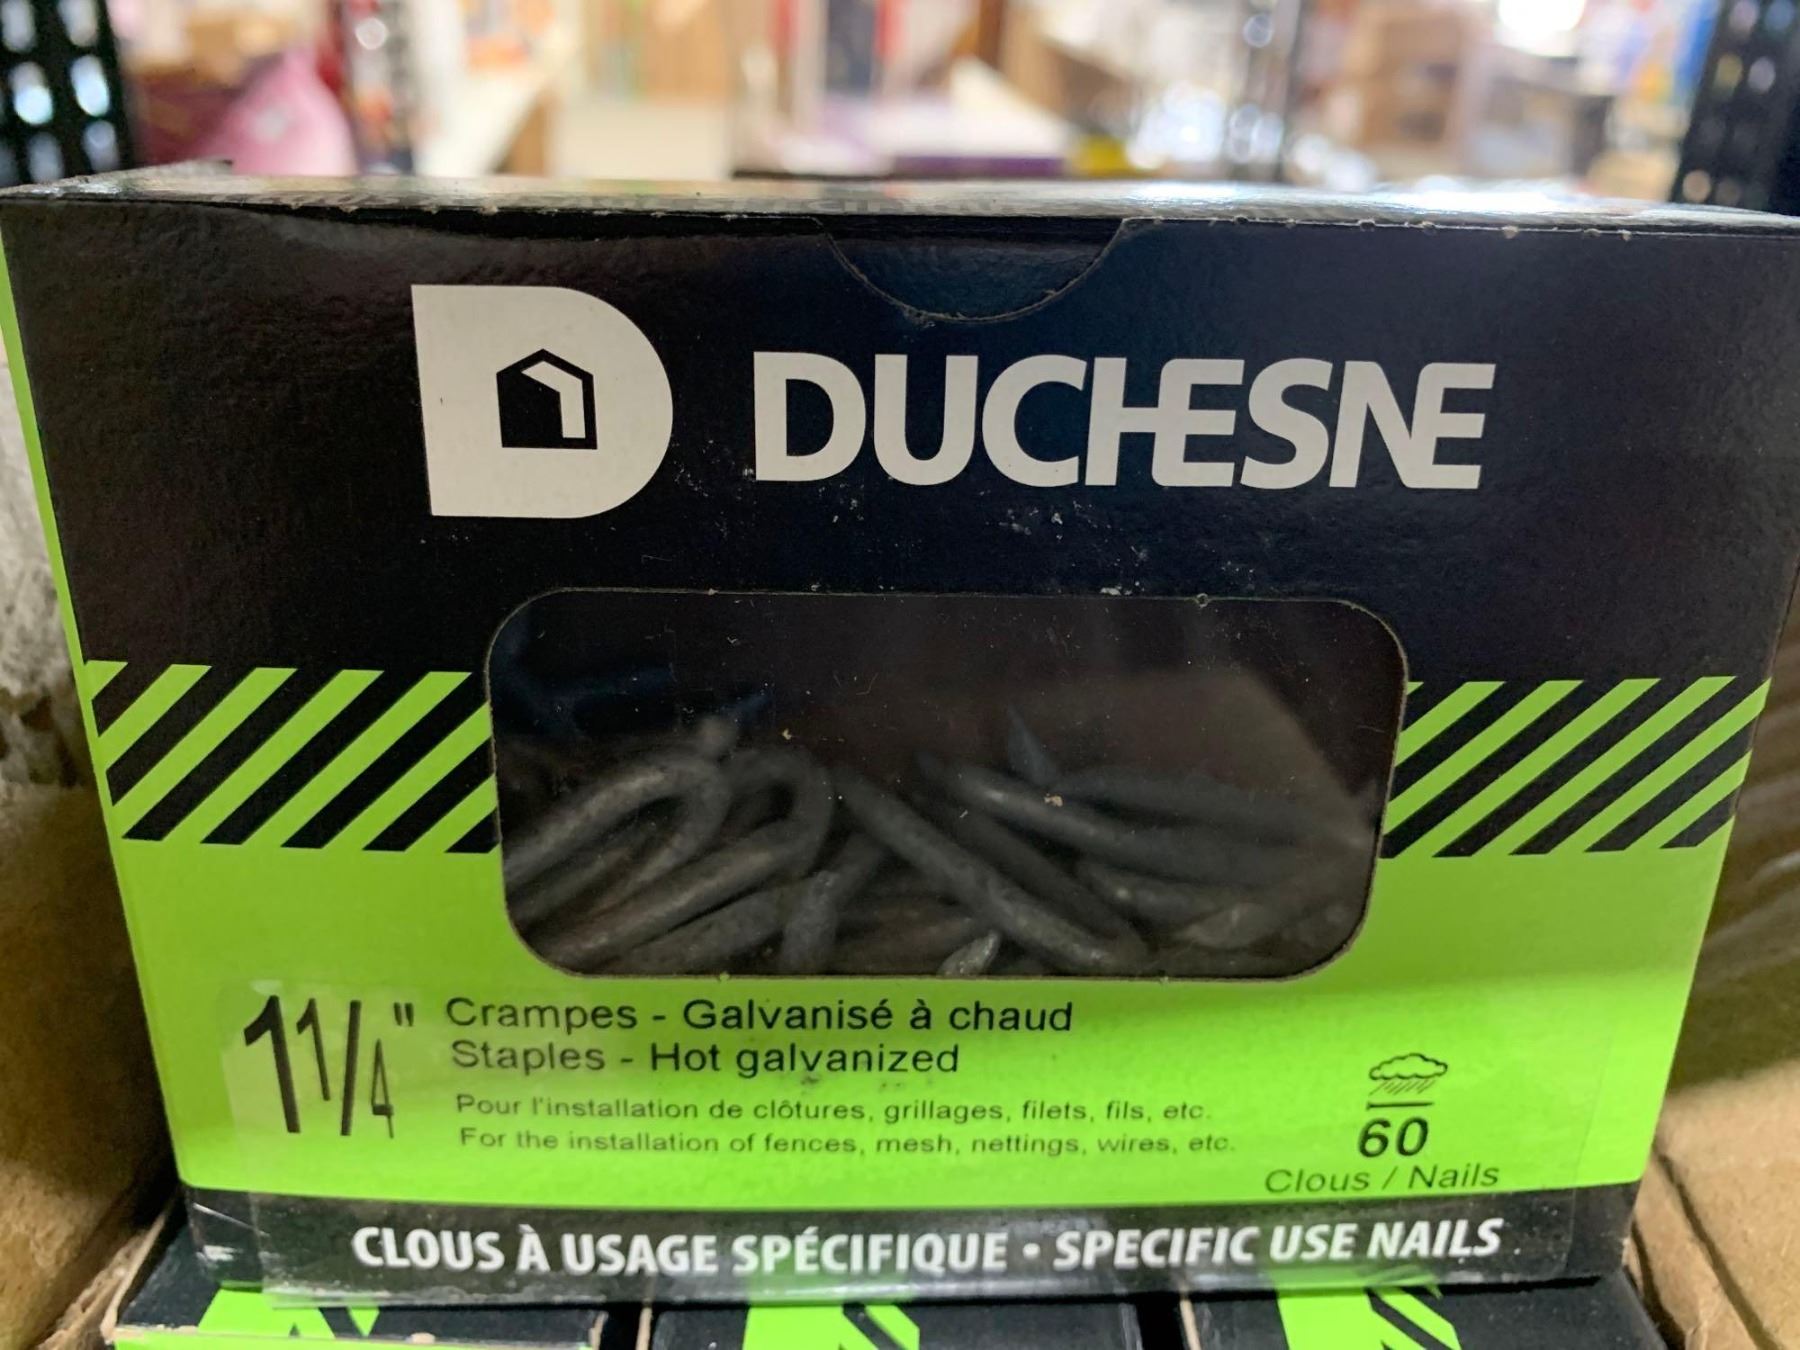 DUCHESNE
1 1/4" Crampes - Galvanisé à chaud
Staples - Hot galvanized
Pour l'installation de clôtures, grillages, filets, fils, etc.
For the installation of fences, mesh, nettings, wires, etc.
60
Clous / Nails
CLOUS À USAGE SPÉCIFIQUE • SPECIFIC USE NAILS